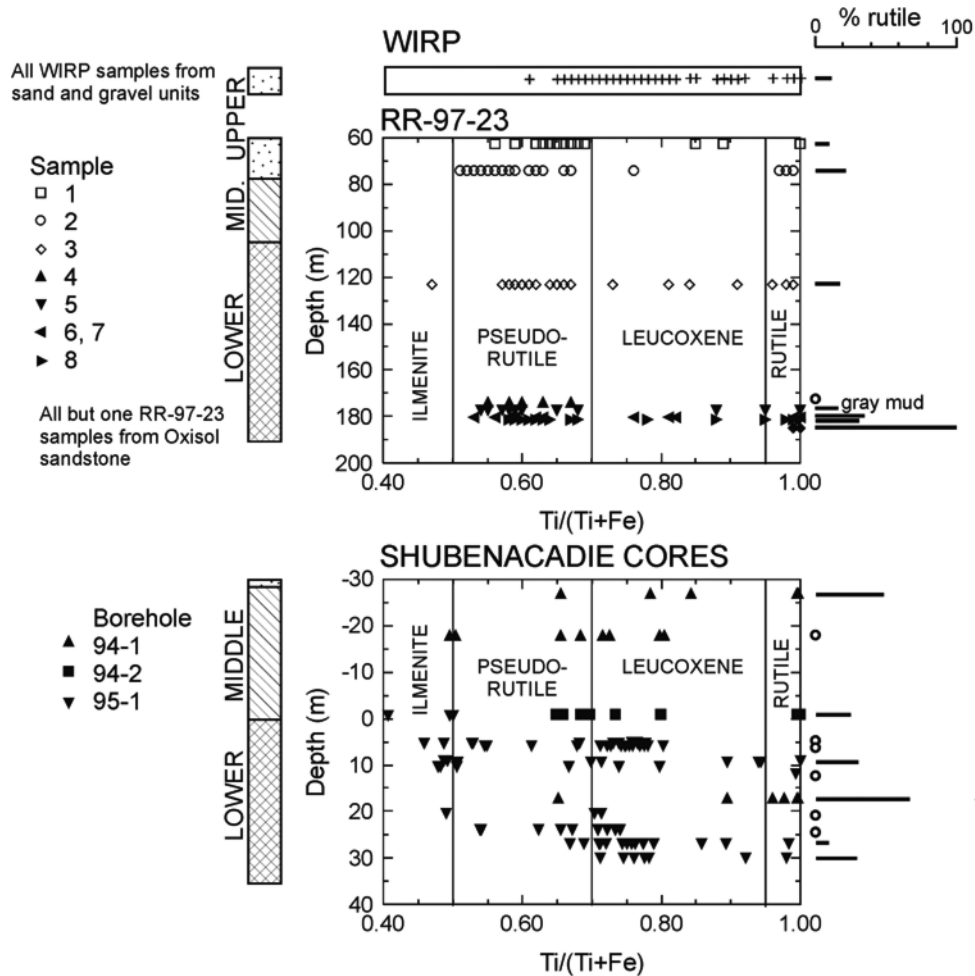 0 % rutile 100
WIRP
All WIRP samples from
sand and gravel units
UPPER
RR-97-23
Sample
1
2
3
4
5
6, 7
8
MID.
LOWER
All but one RR-97-23
samples from Oxisol
sandstone
Depth (m)
60
80
100
120
140
160
180
200
ILMENITE
PSEUDO-
RUTILE
LEUCOXENE
RUTILE
gray mud
0.40 0.60 0.80 1.00
Ti/(Ti+Fe)
SHUBENACADIE CORES
Borehole
94-1
94-2
95-1
MIDDLE
LOWER
Depth (m)
-30
-20
-10
0
10
20
30
40
ILMENITE
PSEUDO-
RUTILE
LEUCOXENE
RUTILE
0.40 0.60 0.80 1.00
Ti/(Ti+Fe)